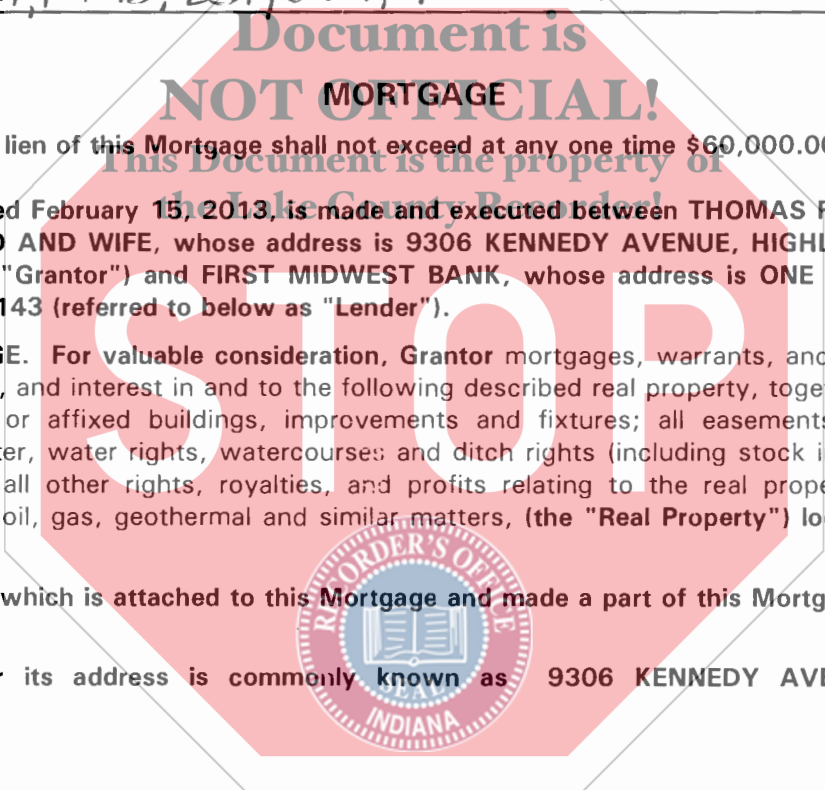 Document is
NOT OFFICIAL!
MORTGAGE
lien of this Mortgage shall not exceed at any one time $60,000.00
This Document is the property of
the Lake County Recorder!
ed February 15, 2013, is made and executed between THOMAS
AND WIFE, whose address is 9306 KENNEDY AVENUE, HIGHL
"Grantor") and FIRST MIDWEST BANK, whose address is ONE
143 (referred to below as "Lender").
GE. For valuable consideration, Grantor mortgages, warrants, and
, and interest in and to the following described real property, toge
or affixed buildings, improvements and fixtures; all easements
ter, water rights, watercourses and ditch rights (including stock i
all other rights, royalties, and profits relating to the real prope
oil, gas, geothermal and similar matters, (the "Real Property") lo
STOP
which is attached to this Mortgage and made a part of this Mortg
its address is commonly known as 9306 KENNEDY AVE
RECORDER'S OFFICE
SEAL
INDIANA